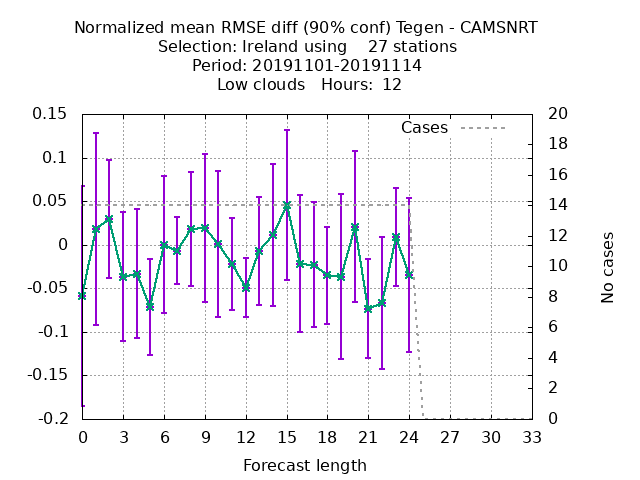 Normalized mean RMSE diff (90% conf) Tegen - CAMSNRT
Selection: Ireland using 27 stations
Period: 20191101-20191114
Low clouds Hours: 12
Cases
0.15
0.1
0.05
0
-0.05
-0.1
-0.15
-0.2
20
18
16
14
12
10
8
6
4
2
0
No cases
0 3 6 9 12 15 18 21 24 27 30 33
Forecast length